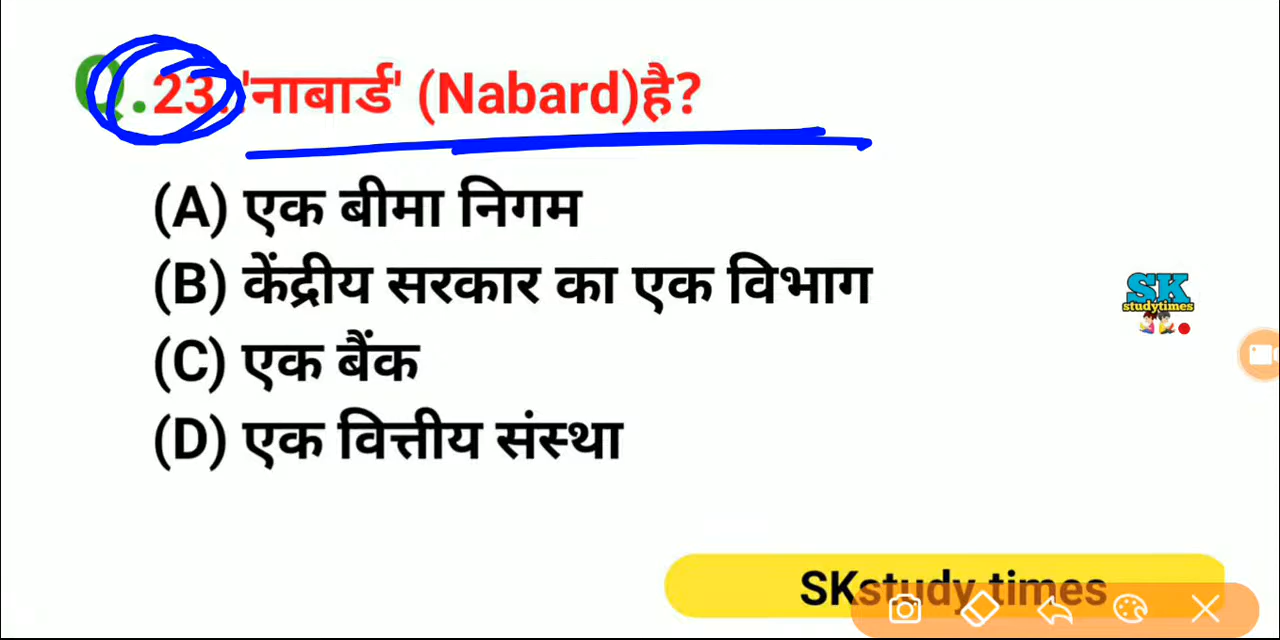 Q.23.'नाबार्ड' (Nabard)है?
(A) एक बीमा निगम
(B) केंद्रीय सरकार का एक विभाग
(C) एक बैंक
(D) एक वित्तीय संस्था
SK
studytimes
SKstudy times